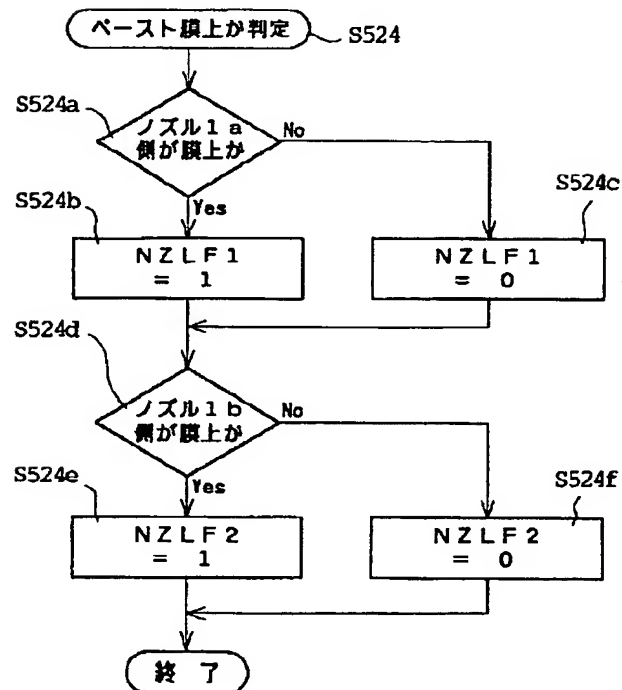 ペースト膜上か判定
S524
S524a
ノズル1a
側が膜上か
No
Yes
S524b
NZLF1
= 1
S524c
NZLF1
= 0
S524d
ノズル1b
側が膜上か
No
Yes
S524e
NZLF2
= 1
S524f
NZLF2
= 0
終了